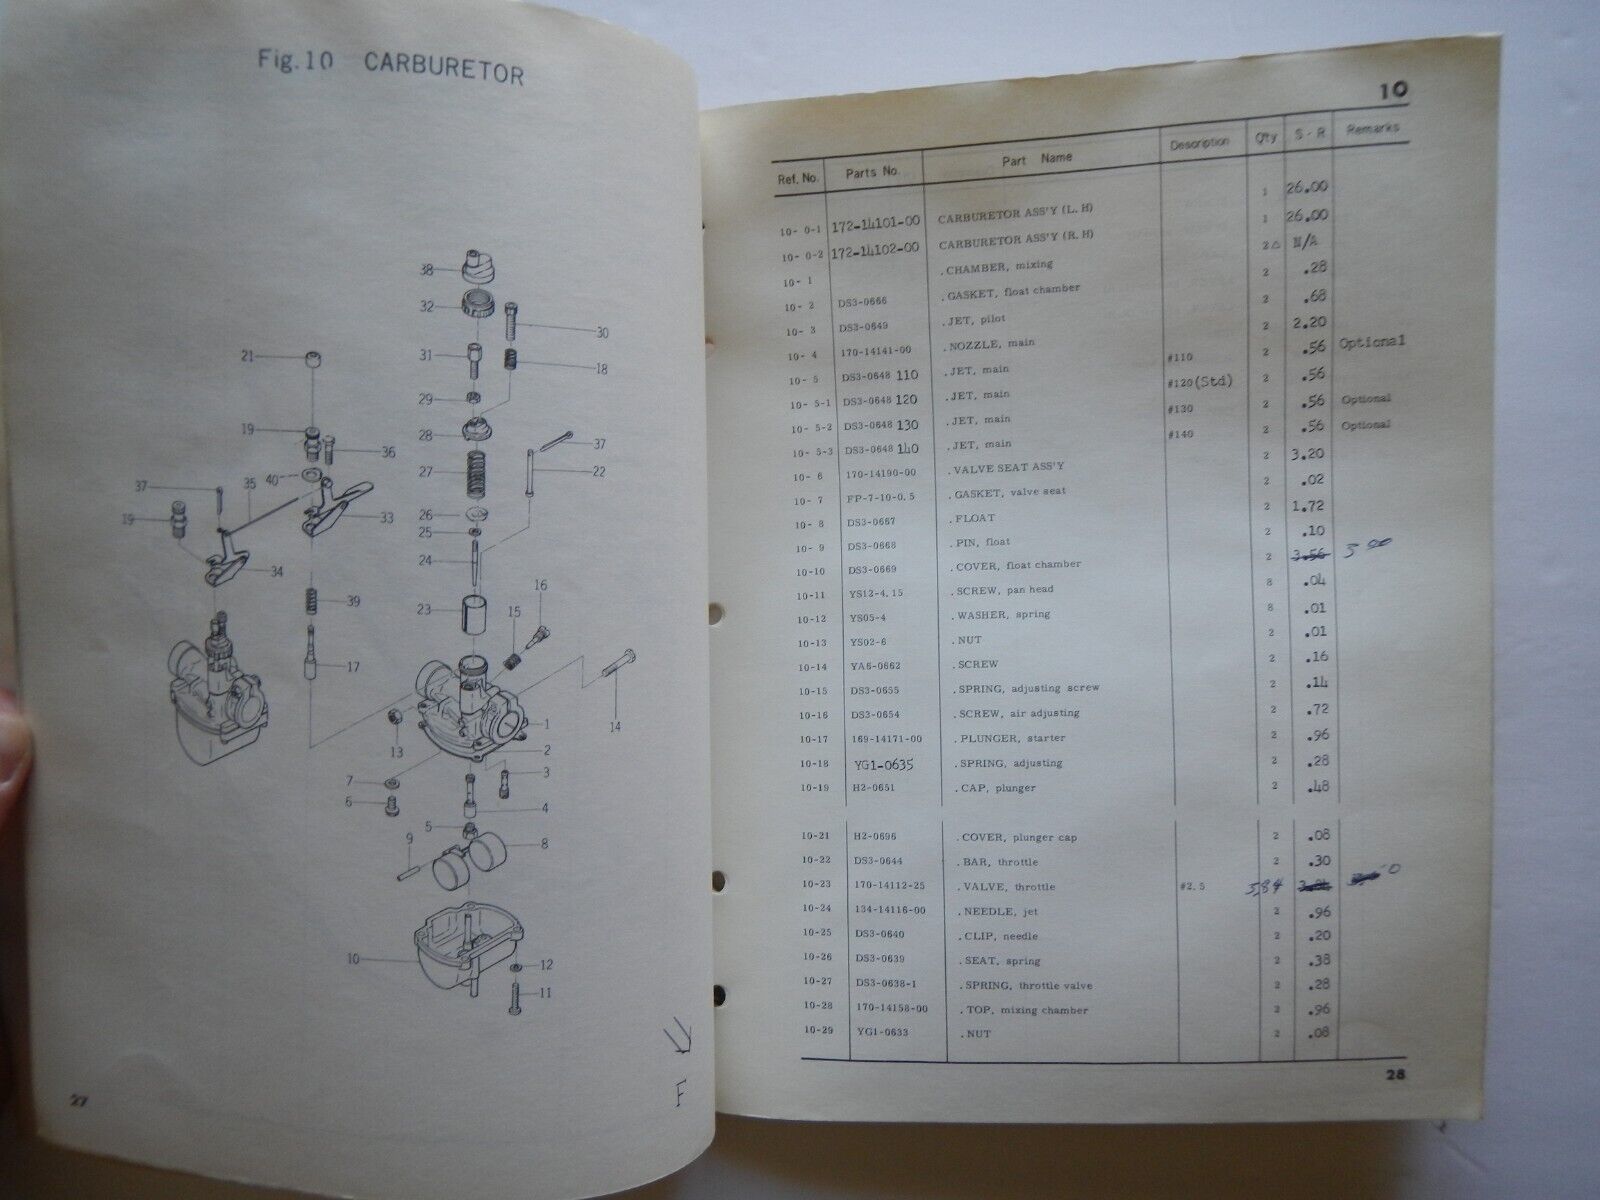 Fig.10 CARBURETOR
38
32
30
21
31
18
29
19
28
37
36
27
22
37
35
40
26
33
25
19
24
34
16
39
23
15
17
1
14
13
2
7
3
6
4
5
9
8
10
12
11
F
27
10
Ref. No. Parts No. Part Name Description Q'ty S - R Remarks
10- 0-1 172-14101-00 CARBURETOR ASS'Y (L. H) 1 26.00
10- 0-2 172-14102-00 CARBURETOR ASS'Y (R. H) 1 26.00
10- 1 . CHAMBER, mixing 2△ N/A
10- 2 DS3-0666 . GASKET, float chamber 2 .28
10- 3 DS3-0649 . JET, pilot 2 .68
10- 4 170-14141-00 . NOZZLE, main 2 2.20
10- 5 DS3-0648 110 . JET, main #110 2 .56 Optional
10- 5-1 DS3-0648 120 . JET, main #120(Std) 2 .56
10- 5-2 DS3-0648 130 . JET, main #130 2 .56 Optional
10- 5-3 DS3-0648 140 . JET, main #140 2 .56 Optional
10- 6 170-14190-00 . VALVE SEAT ASS'Y 2 3.20
10- 7 FP-7-10-0.5 . GASKET, valve seat 2 .02
10- 8 DS3-0667 . FLOAT 2 1.72
10- 9 DS3-0668 . PIN, float 2 .10
10-10 DS3-0669 . COVER, float chamber 2 3.56
10-11 YS12-4.15 . SCREW, pan head 8 .04
10-12 YS05-4 . WASHER, spring 8 .01
10-13 YS02-6 . NUT 2 .01
10-14 YA6-0662 . SCREW 2 .16
10-15 DS3-0655 . SPRING, adjusting screw 2 .14
10-16 DS3-0654 . SCREW, air adjusting 2 .72
10-17 169-14171-00 . PLUNGER, starter 2 .96
10-18 YG1-0635 . SPRING, adjusting 2 .28
10-19 H2-0651 . CAP, plunger 2 .48
10-21 H2-0696 . COVER, plunger cap 2 .08
10-22 DS3-0644 . BAR, throttle 2 .30
10-23 170-14112-25 . VALVE, throttle #2.5 3.84
10-24 134-14116-00 . NEEDLE, jet 2 .96
10-25 DS3-0640 . CLIP, needle 2 .20
10-26 DS3-0639 . SEAT, spring 2 .38
10-27 DS3-0638-1 . SPRING, throttle valve 2 .28
10-28 170-14158-00 . TOP, mixing chamber 2 .96
10-29 YG1-0633 . NUT 2 .08
28